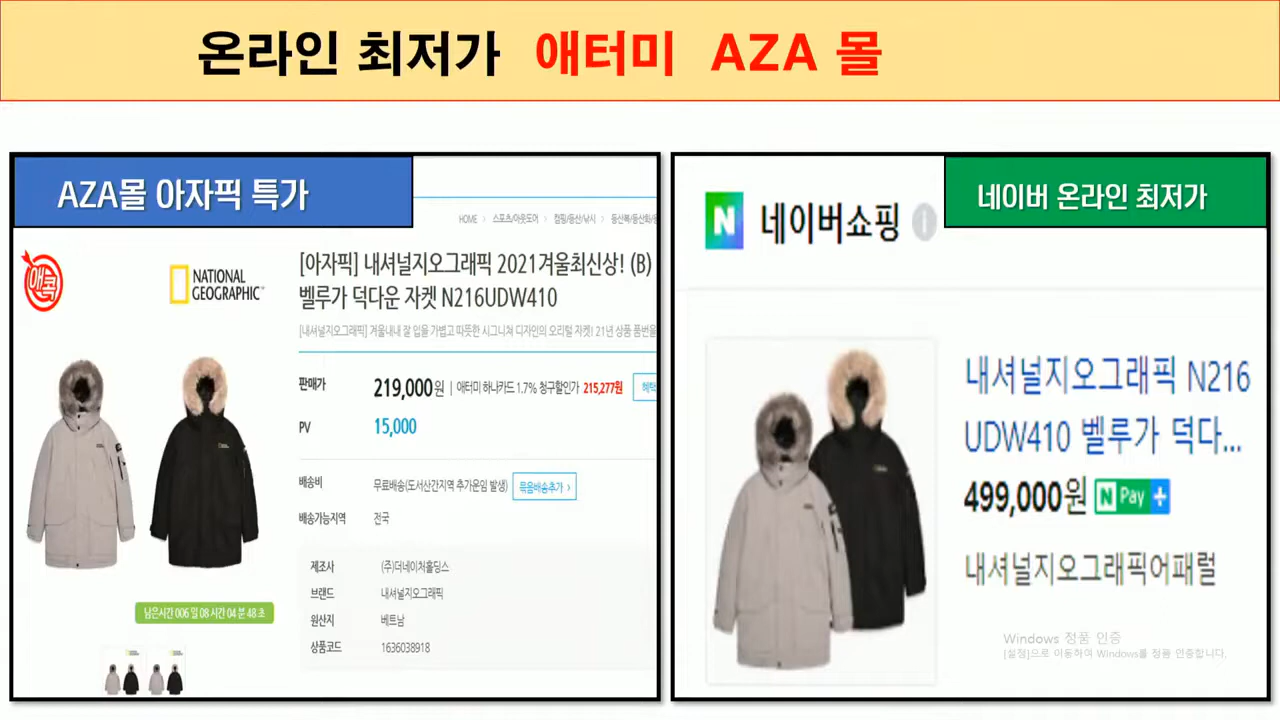 온라인 최저가 애터미 AZA 몰
AZA몰 아자픽 특가
HOME > 스포츠/아웃도어 > 캠핑/등산/낚시 > 등산복/등산화/등
애콕
NATIONAL
GEOGRAPHIC
[아자픽] 내셔널지오그래픽 2021겨울최신상! (B)
벨루가 덕다운 자켓 N216UDW410
[내셔널지오그래픽] 겨울내내 잘 입을 가볍고 따뜻한 시그니쳐 디자인의 오리털 자켓! 21년 상품 품번을
판매가 219,000원 | 애터미 하나카드 1.7% 청구할인가 215,277원 혜택
PV 15,000
배송비 무료배송(도서산간지역 추가운임 발생) 묶음배송추가 >
배송가능지역 전국
제조사 (주)더네이쳐홀딩스
브랜드 내셔널지오그래픽
원산지 베트남
상품코드 1636038918
남은시간 006 일 08 시간 04 분 48 초
네이버 온라인 최저가
N 네이버쇼핑 i
내셔널지오그래픽 N216
UDW410 벨루가 덕다...
499,000원 N Pay +
내셔널지오그래픽어패럴
Windows 정품 인증
[설정]으로 이동하여 Windows를 정품 인증합니다.